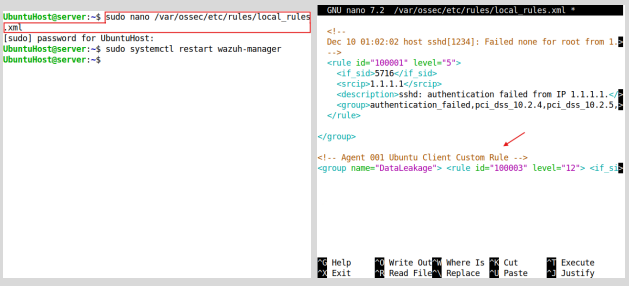 UbuntuHost@server:~$ sudo nano /var/ossec/etc/rules/local_rules
.xml
[sudo] password for UbuntuHost:
UbuntuHost@server:~$ sudo systemctl restart wazuh-manager
UbuntuHost@server:~$
GNU nano 7.2 /var/ossec/etc/rules/local_rules.xml *
<!--
Dec 10 01:02:02 host sshd[1234]: Failed none for root from 1.>
-->
<rule id="100001" level="5">
<if_sid>5716</if_sid>
<srcip>1.1.1.1</srcip>
<description>sshd: authentication failed from IP 1.1.1.1.</>
<group>authentication_failed,pci_dss_10.2.4,pci_dss_10.2.5,>
</rule>
</group>
<!-- Agent 001 Ubuntu Client Custom Rule -->
<group name="DataLeakage"> <rule id="100003" level="12"> <if_si>
^G Help ^O Write Out ^W Where Is ^K Cut ^T Execute
^X Exit ^R Read File ^\ Replace ^U Paste ^J Justify